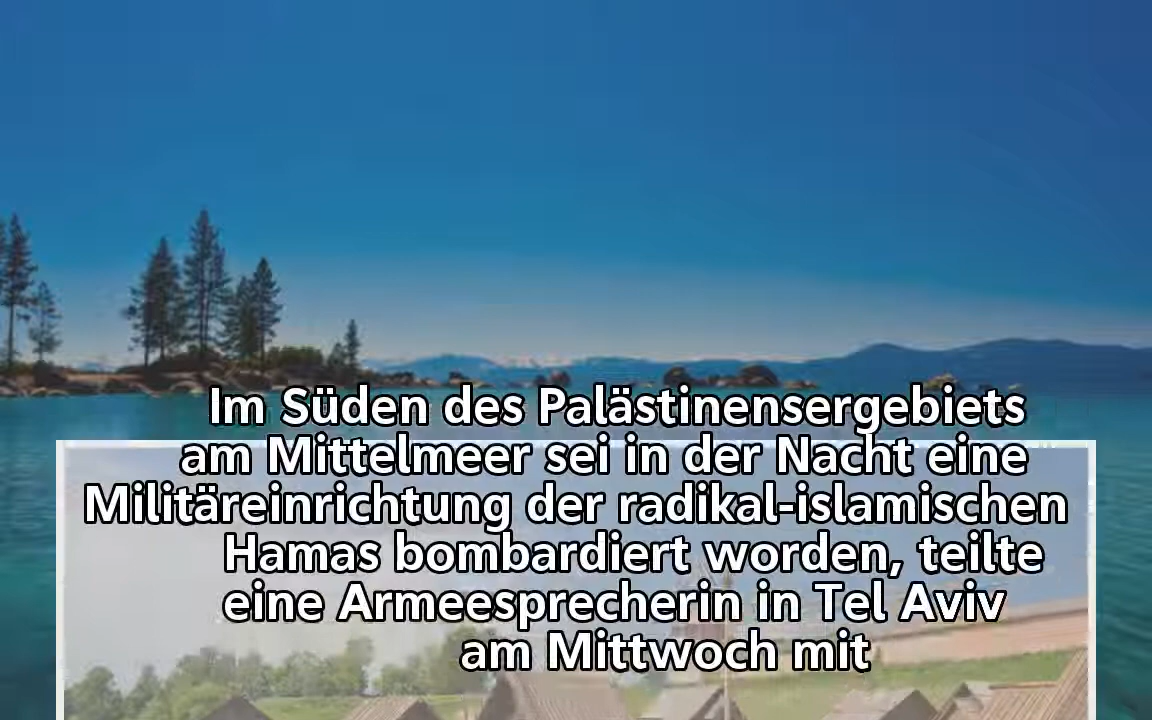 Im Süden des Palästinensergebiets
am Mittelmeer sei in der Nacht eine
Militäreinrichtung der radikal-islamischen
Hamas bombardiert worden, teilte
eine Armeesprecherin in Tel Aviv
am Mittwoch mit